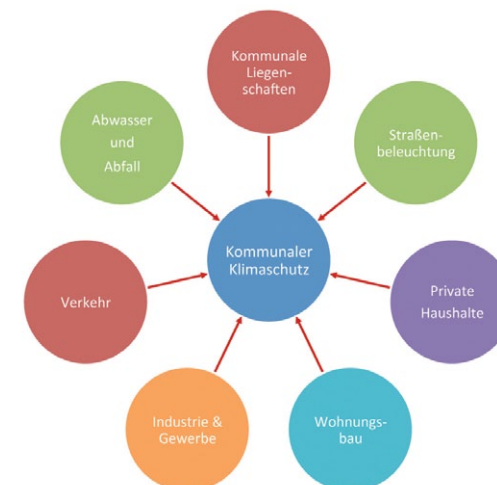 Kommunale
Liegen-
schaften
Abwasser
und
Abfall
Straßen-
beleuchtung
Kommunaler
Klimaschutz
Verkehr
Private
Haushalte
Industrie &
Gewerbe
Wohnungs-
bau